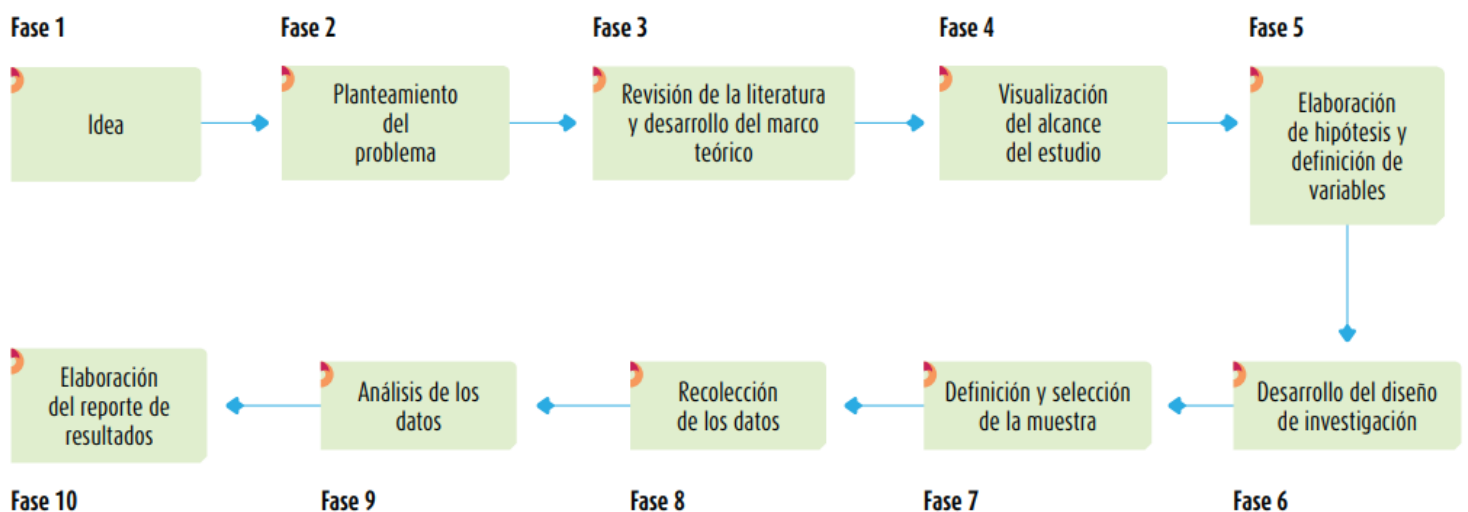 Fase 1
Idea
Fase 2
Planteamiento
del
problema
Fase 3
Revisión de la literatura
y desarrollo del marco
teórico
Fase 4
Visualización
del alcance
del estudio
Fase 5
Elaboración
de hipótesis y
definición de
variables
Desarrollo del diseño
de investigación
Fase 6
Definición y selección
de la muestra
Fase 7
Recolección
de los datos
Fase 8
Análisis de los
datos
Fase 9
Elaboración
del reporte de
resultados
Fase 10